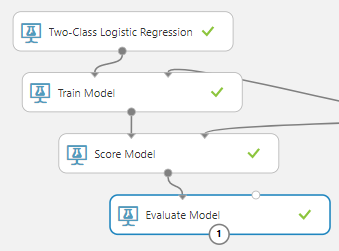 Two-Class Logistic Regression
Train Model
Score Model
Evaluate Model
1